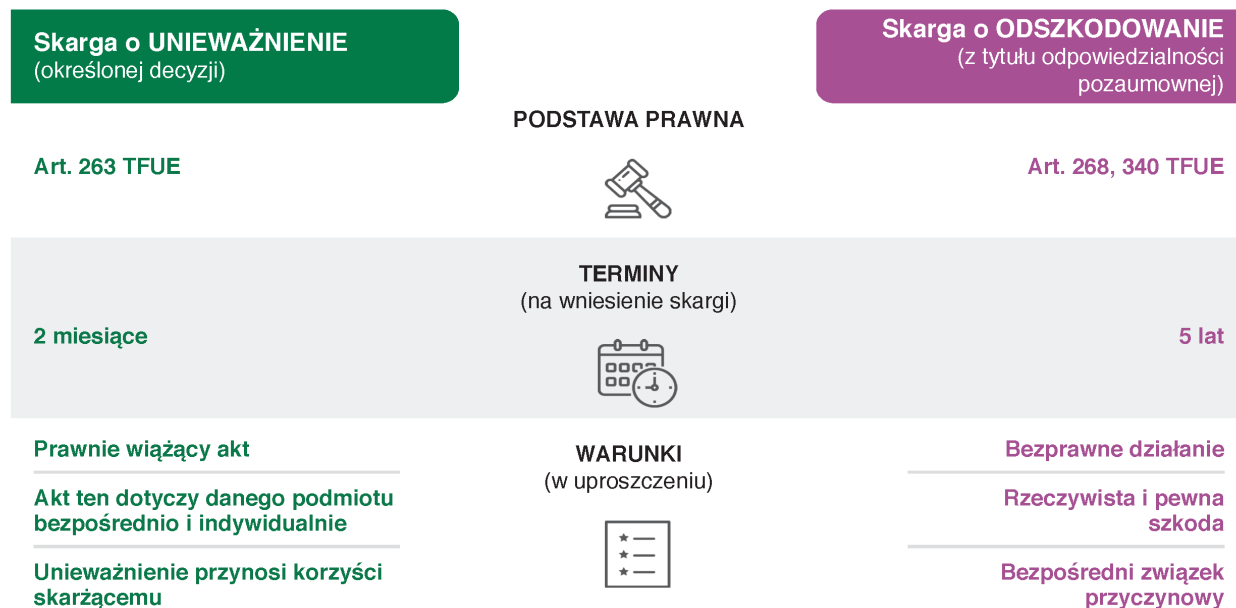 Skarga o UNIEWAŻNIENIE
(określonej decyzji)
Skarga o ODSZKODOWANIE
(z tytułu odpowiedzialności
pozaumownej)
PODSTAWA PRAWNA
Art. 263 TFUE
Art. 268, 340 TFUE
TERMINY
(na wniesienie skargi)
2 miesiące
5 lat
WARUNKI
(w uproszczeniu)
Prawnie wiążący akt
Akt ten dotyczy danego podmiotu
bezpośrednio i indywidualnie
Unieważnienie przynosi korzyści
skarżącemu
Bezprawne działanie
Rzeczywista i pewna
szkoda
Bezpośredni związek
przyczynowy